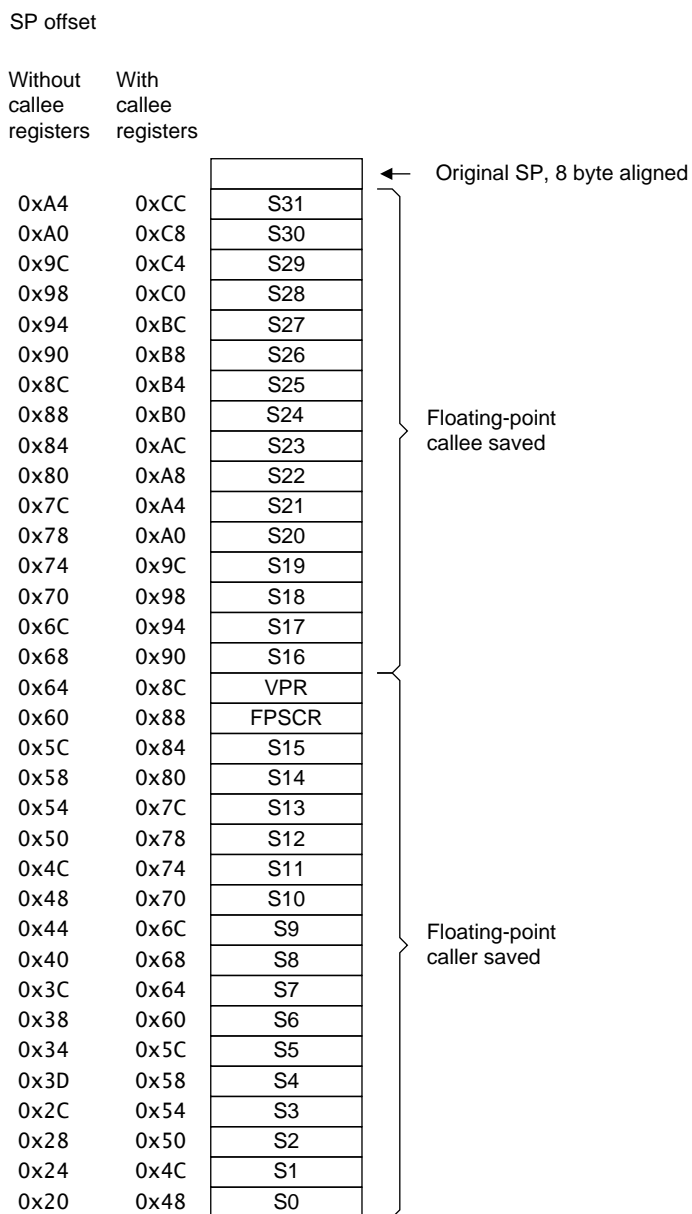 SP offset
Without callee registers
With callee registers
Original SP, 8 byte aligned
0xA4 0xCC S31
0xA0 0xC8 S30
0x9C 0xC4 S29
0x98 0xC0 S28
0x94 0xBC S27
0x90 0xB8 S26
0x8C 0xB4 S25
0x88 0xB0 S24
Floating-point
callee saved
0x84 0xAC S23
0x80 0xA8 S22
0x7C 0xA4 S21
0x78 0xA0 S20
0x74 0x9C S19
0x70 0x98 S18
0x6C 0x94 S17
0x68 0x90 S16
0x64 0x8C VPR
0x60 0x88 FPSCR
0x5C 0x84 S15
0x58 0x80 S14
0x54 0x7C S13
0x50 0x78 S12
0x4C 0x74 S11
0x48 0x70 S10
0x44 0x6C S9
Floating-point
caller saved
0x40 0x68 S8
0x3C 0x64 S7
0x38 0x60 S6
0x34 0x5C S5
0x3D 0x58 S4
0x2C 0x54 S3
0x28 0x50 S2
0x24 0x4C S1
0x20 0x48 S0